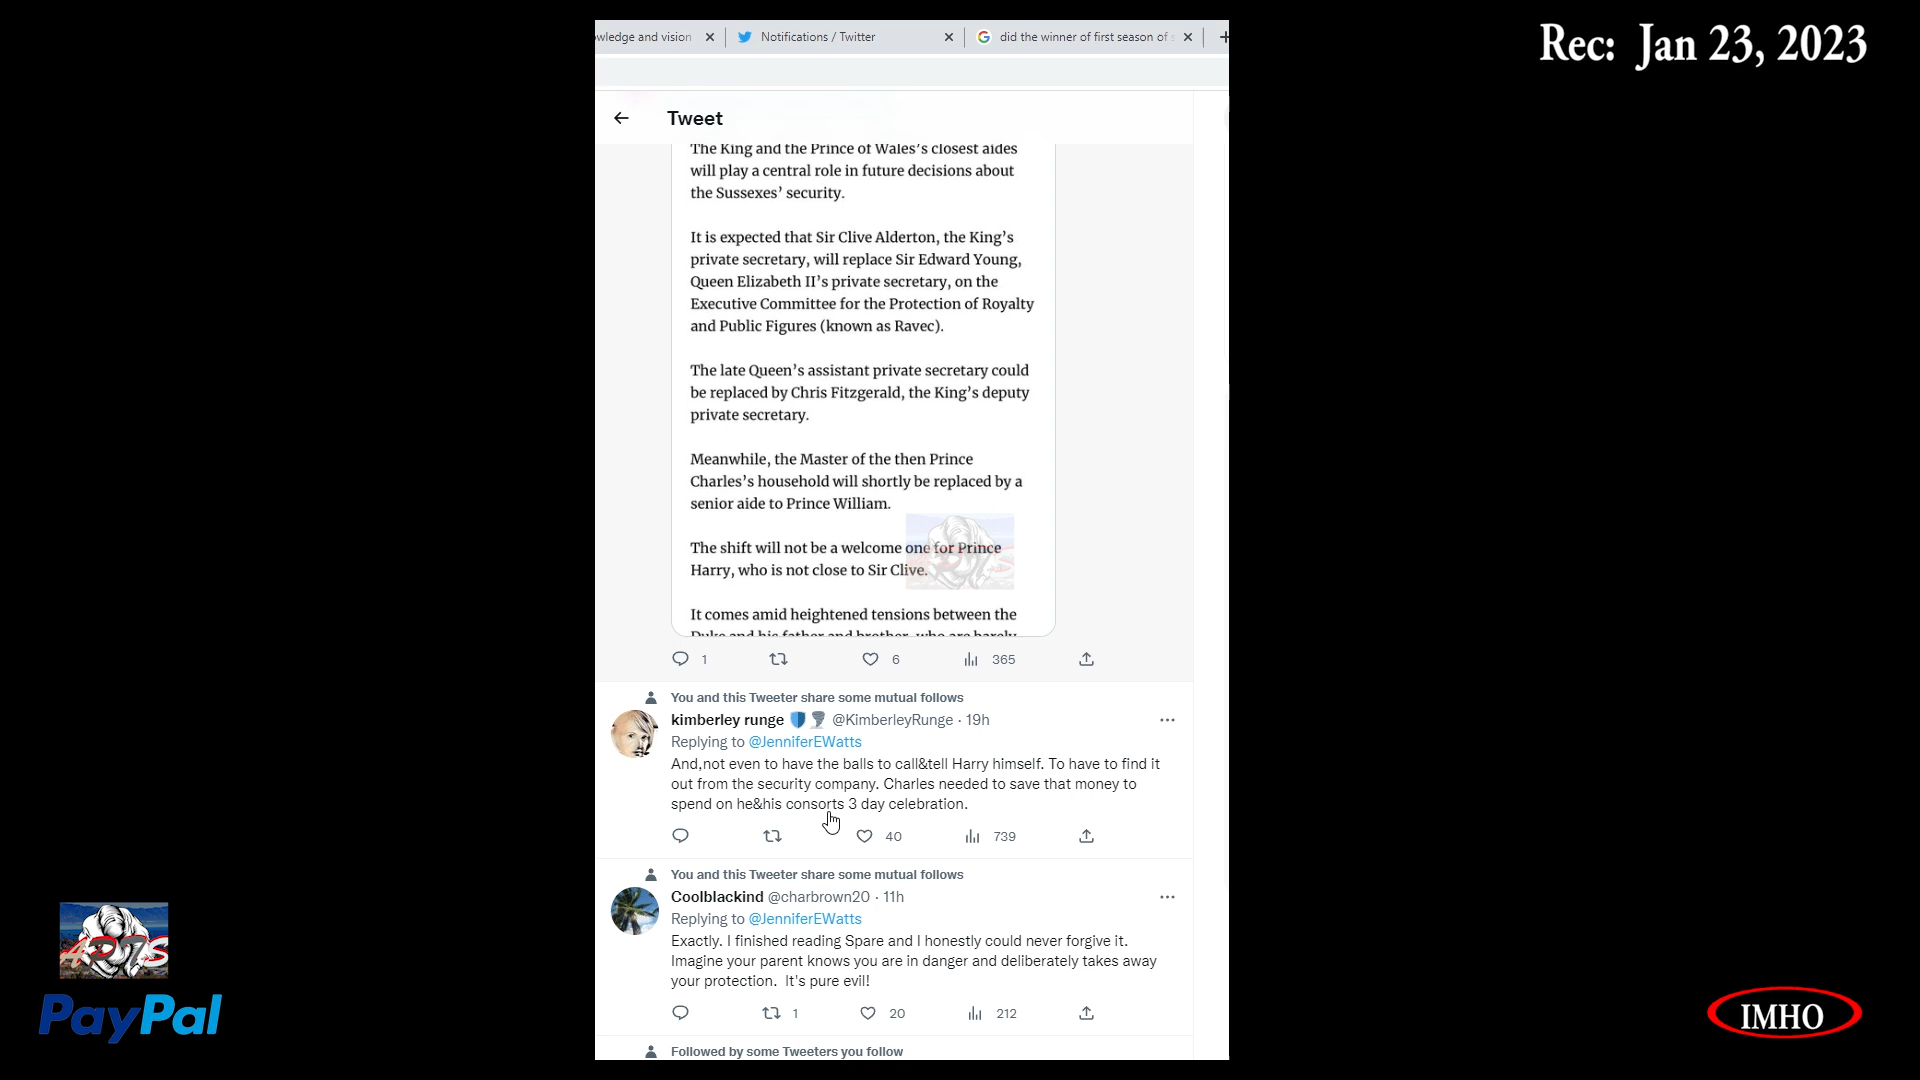 Rec: Jan 23, 2023
owledge and vision
Notifications / Twitter
did the winner of first season of s
Tweet
The King and the Prince of Wales's closest aides
will play a central role in future decisions about
the Sussexes' security.
It is expected that Sir Clive Alderton, the King's
private secretary, will replace Sir Edward Young,
Queen Elizabeth II's private secretary, on the
Executive Committee for the Protection of Royalty
and Public Figures (known as Ravec).
The late Queen's assistant private secretary could
be replaced by Chris Fitzgerald, the King's deputy
private secretary.
Meanwhile, the Master of the then Prince
Charles's household will shortly be replaced by a
senior aide to Prince William.
The shift will not be a welcome one for Prince
Harry, who is not close to Sir Clive.
It comes amid heightened tensions between the
Duke and his father and brother, who are barely
1 6 365
You and this Tweeter share some mutual follows
kimberley runge @KimberleyRunge · 19h
Replying to @JenniferEWatts
And,not even to have the balls to call&tell Harry himself. To have to find it
out from the security company. Charles needed to save that money to
spend on he&his consorts 3 day celebration.
40 739
You and this Tweeter share some mutual follows
Coolblackind @charbrown20 · 11h
Replying to @JenniferEWatts
Exactly. I finished reading Spare and I honestly could never forgive it.
Imagine your parent knows you are in danger and deliberately takes away
your protection. It's pure evil!
1 20 212
Followed by some Tweeters you follow
PayPal
IMHO